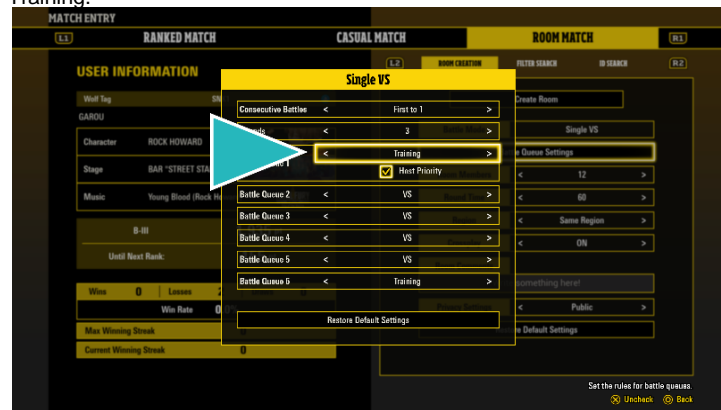 Training.
MATCH ENTRY
L1 RANKED MATCH CASUAL MATCH ROOM MATCH R1
L2 ROOM CREATION FILTER SEARCH ID SEARCH R2
USER INFORMATION
Single VS
Wolf Tag
GAROU
Create Room
Consecutive Battles < First to 1 >
Character ROCK HOWARD
< 3 > Single VS
< Training > Queue Settings
Stage BAR "STREET STA
1 Host Priority
< 12 >
Music Young Blood (Rock H
Battle Queue 2 < VS >
< 60 >
Battle Queue 3 < VS >
< Same Region >
B-III
Battle Queue 4 < VS >
< ON >
Until Next Rank:
Battle Queue 5 < VS >
Battle Queue 6 < Training >
something here!
Wins 0 Losses
Win Rate
< Public >
Restore Default Settings
Max Winning Streak 0
Default Settings
Current Winning Streak 0
Set the rules for battle queues.
Uncheck Back